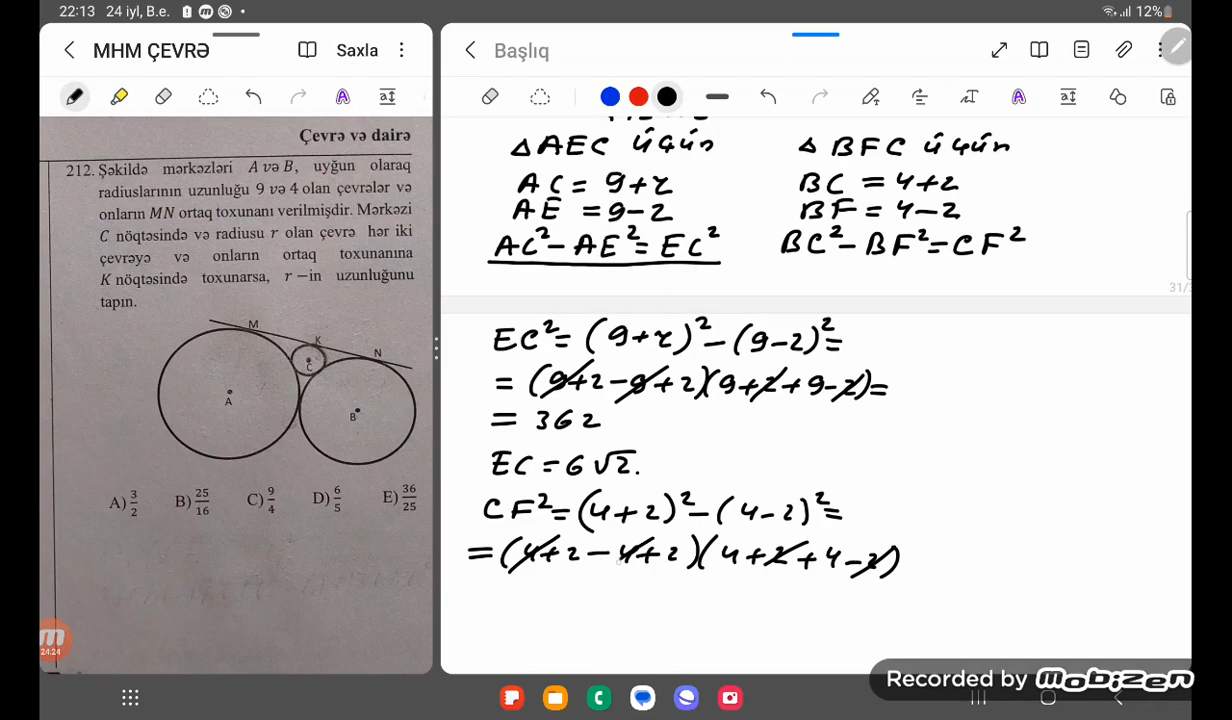 22:13 24 iyl, B.e. 12%
MHM ÇEVRƏ Saxla
Başlıq
Çevrə və dairə
212. Şəkildə mərkəzləri A və B, uyğun olaraq
radiuslarının uzunluğu 9 və 4 olan çevrələr və
onların MN ortaq toxunanı verilmişdir. Mərkəzi
C nöqtəsində və radiusu r olan çevrə hər iki
çevrəyə və onların ortaq toxunanına
K nöqtəsində toxunarsa, r –in uzunluğunu
tapın.
M
K
N
C
A
B
A) 3/2 B) 25/16 C) 9/4 D) 6/5 E) 36/25
24:24
△AEC üçün
AC = 9+r
AE = 9-r
AC² - AE² = EC²
△ BFC üçün
BC = 4+r
BF = 4-r
BC² - BF² = CF²
31/3
EC² = (9+r)² - (9-r)² =
= (9+r-9+r)(9+r+9-r) =
= 36r
EC = 6√r.
CF² = (4+r)² - (4-r)² =
= (4+r-4+r)(4+r+4-r)
Recorded by mobizen